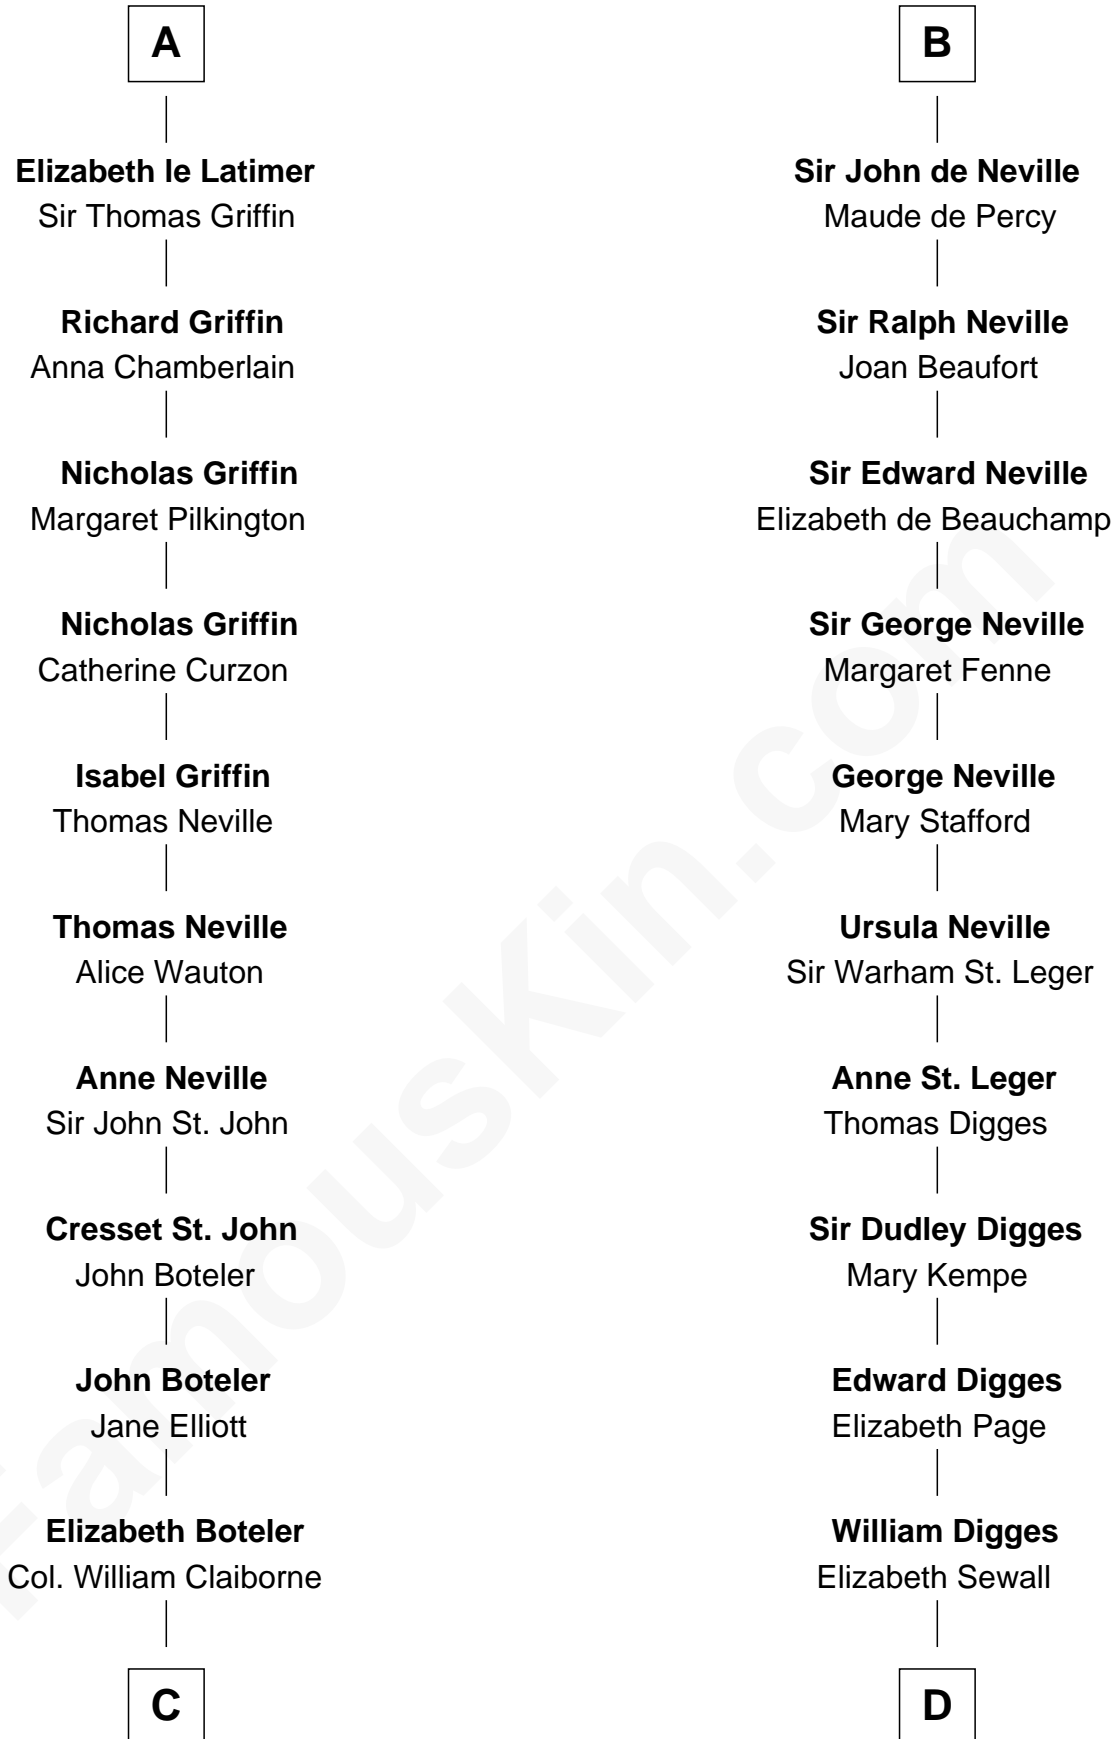 A
Elizabeth le Latimer
Sir Thomas Griffin
Richard Griffin
Anna Chamberlain
Nicholas Griffin
Margaret Pilkington
Nicholas Griffin
Catherine Curzon
Isabel Griffin
Thomas Neville
Thomas Neville
Alice Wauton
Anne Neville
Sir John St. John
Cresset St. John
John Boteler
John Boteler
Jane Elliott
Elizabeth Boteler
Col. William Claiborne
C
B
Sir John de Neville
Maude de Percy
Sir Ralph Neville
Joan Beaufort
Sir Edward Neville
Elizabeth de Beauchamp
Sir George Neville
Margaret Fenne
George Neville
Mary Stafford
Ursula Neville
Sir Warham St. Leger
Anne St. Leger
Thomas Digges
Sir Dudley Digges
Mary Kempe
Edward Digges
Elizabeth Page
William Digges
Elizabeth Sewall
D
FamousKin.com